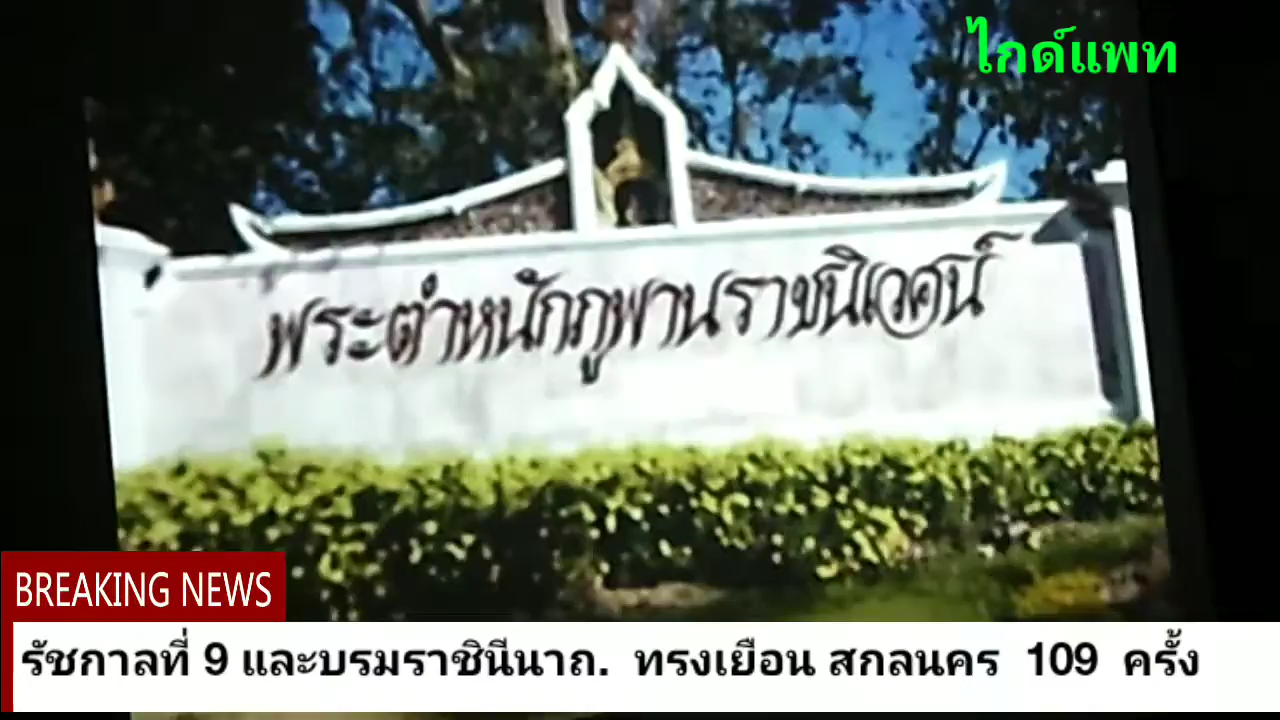 ไกด์แพท
พระตำหนักภูพานราชนิเวศน์
BREAKING NEWS
รัชกาลที่ 9 และบรมราชินีนาถ. ทรงเยือน สกลนคร 109 ครั้ง